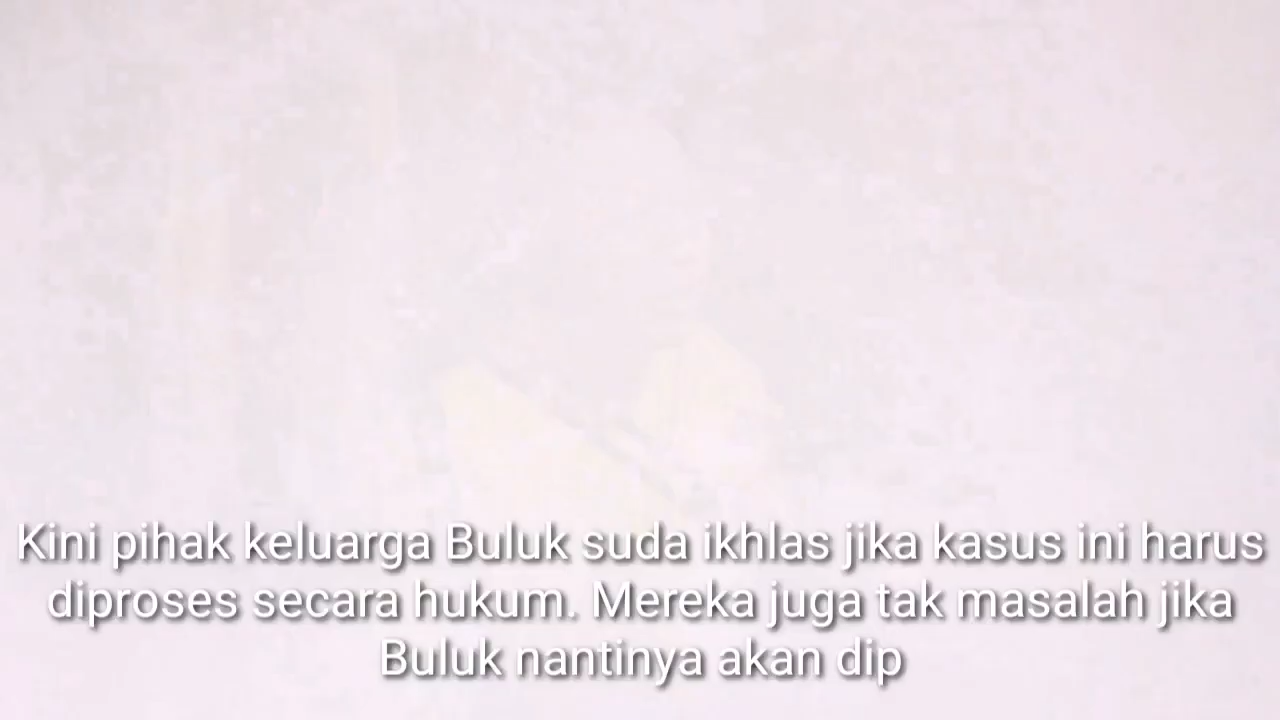 Kini pihak keluarga Buluk suda ikhlas jika kasus ini harus
diproses secara hukum. Mereka juga tak masalah jika
Buluk nantinya akan dip